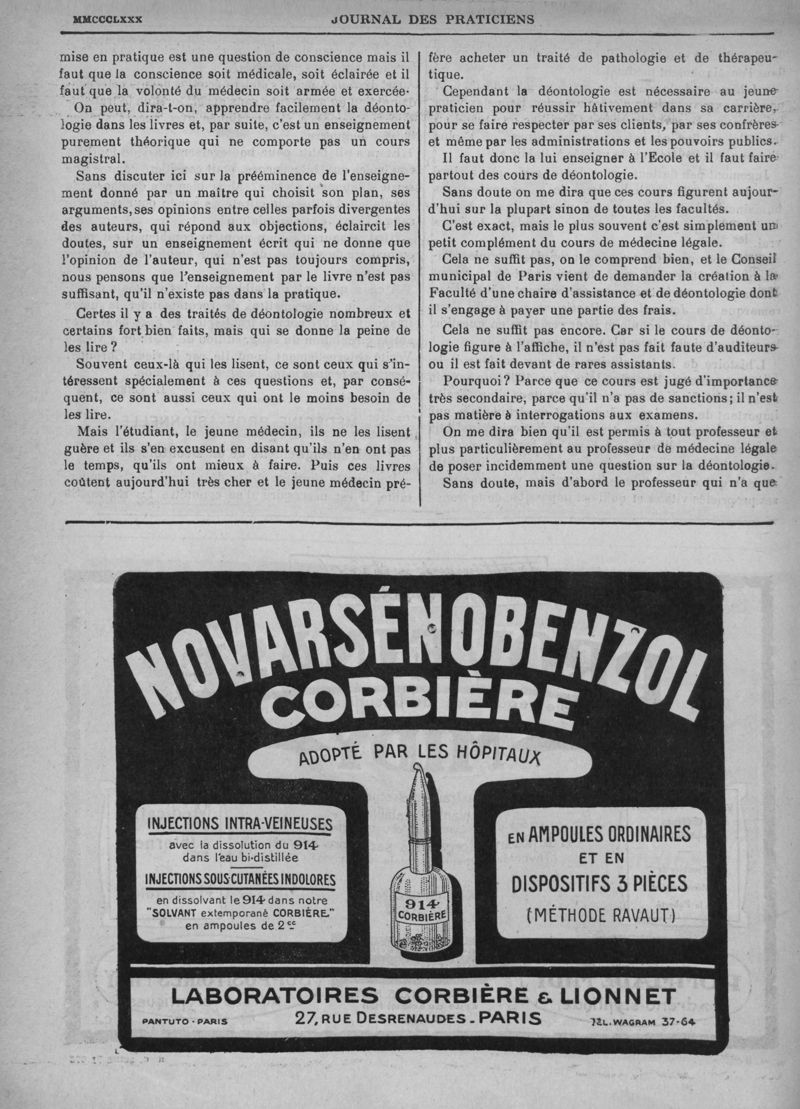 MMCCCLXXX
JOURNAL DES PRATICIENS
mise en pratique est une question de conscience mais il
faut que la conscience soit médicale, soit éclairée et il
faut que la volonté du médecin soit armée et exercée.
On peut, dira-t-on, apprendre facilement la déonto-
logie dans les livres et, par suite, c'est un enseignement
purement théorique qui ne comporte pas un cours
magistral.
Sans discuter ici sur la prééminence de l'enseigne-
ment donné par un maître qui choisit son plan, ses
arguments, ses opinions entre celles parfois divergentes
des auteurs, qui répond aux objections, éclaircit les
doutes, sur un enseignement écrit qui ne donne que
l'opinion de l'auteur, qui n'est pas toujours compris,
nous pensons que l'enseignement par le livre n'est pas
suffisant, qu'il n'existe pas dans la pratique.
Certes il y a des traités de déontologie nombreux et
certains fort bien faits, mais qui se donne la peine de
les lire ?
Souvent ceux-là qui les lisent, ce sont ceux qui s'in-
téressent spécialement à ces questions et, par consé-
quent, ce sont aussi ceux qui ont le moins besoin de
les lire.
Mais l'étudiant, le jeune médecin, ils ne les lisent
guère et ils s'en excusent en disant qu'ils n'en ont pas
le temps, qu'ils ont mieux à faire. Puis ces livres
coûtent aujourd'hui très cher et le jeune médecin pré-
fère acheter un traité de pathologie et de thérapeu-
tique.
Cependant la déontologie est nécessaire au jeune
praticien pour réussir hâtivement dans sa carrière,
pour se faire respecter par ses clients, par ses confrères
et même par les administrations et les pouvoirs publics.
Il faut donc la lui enseigner à l'Ecole et il faut faire
partout des cours de déontologie.
Sans doute on me dira que ces cours figurent aujour-
d'hui sur la plupart sinon de toutes les facultés.
C'est exact, mais le plus souvent c'est simplement un
petit complément du cours de médecine légale.
Cela ne suffit pas, on le comprend bien, et le Conseil
municipal de Paris vient de demander la création à la
Faculté d'une chaire d'assistance et de déontologie dont
il s'engage à payer une partie des frais.
Cela ne suffit pas encore. Car si le cours de déonto-
logie figure à l'affiche, il n'est pas fait faute d'auditeurs
ou il est fait devant de rares assistants.
Pourquoi ? Parce que ce cours est jugé d'importance
très secondaire, parce qu'il n'a pas de sanctions ; il n'est
pas matière à interrogations aux examens.
On me dira bien qu'il est permis à tout professeur et
plus particulièrement au professeur de médecine légale
de poser incidemment une question sur la déontologie.
Sans doute, mais d'abord le professeur qui n'a que
NOVARSÉNOBENZOL
CORBIÈRE
ADOPTÉ PAR LES HÔPITAUX
INJECTIONS INTRA-VEINEUSES
avec la dissolution du 914
dans l'eau bi-distillée
INJECTIONS SOUS-CUTANÉES INDOLORES
en dissolvant le 914 dans notre
"SOLVANT extemporané CORBIÈRE"
en ampoules de 2cc
914
CORBIÈRE
EN AMPOULES ORDINAIRES
ET EN
DISPOSITIFS 3 PIÈCES
(MÉTHODE RAVAUT)
LABORATOIRES CORBIÈRE & LIONNET
PANTUTO - PARIS
27, RUE DESRENAUDES - PARIS
TÉL. WAGRAM 37-64